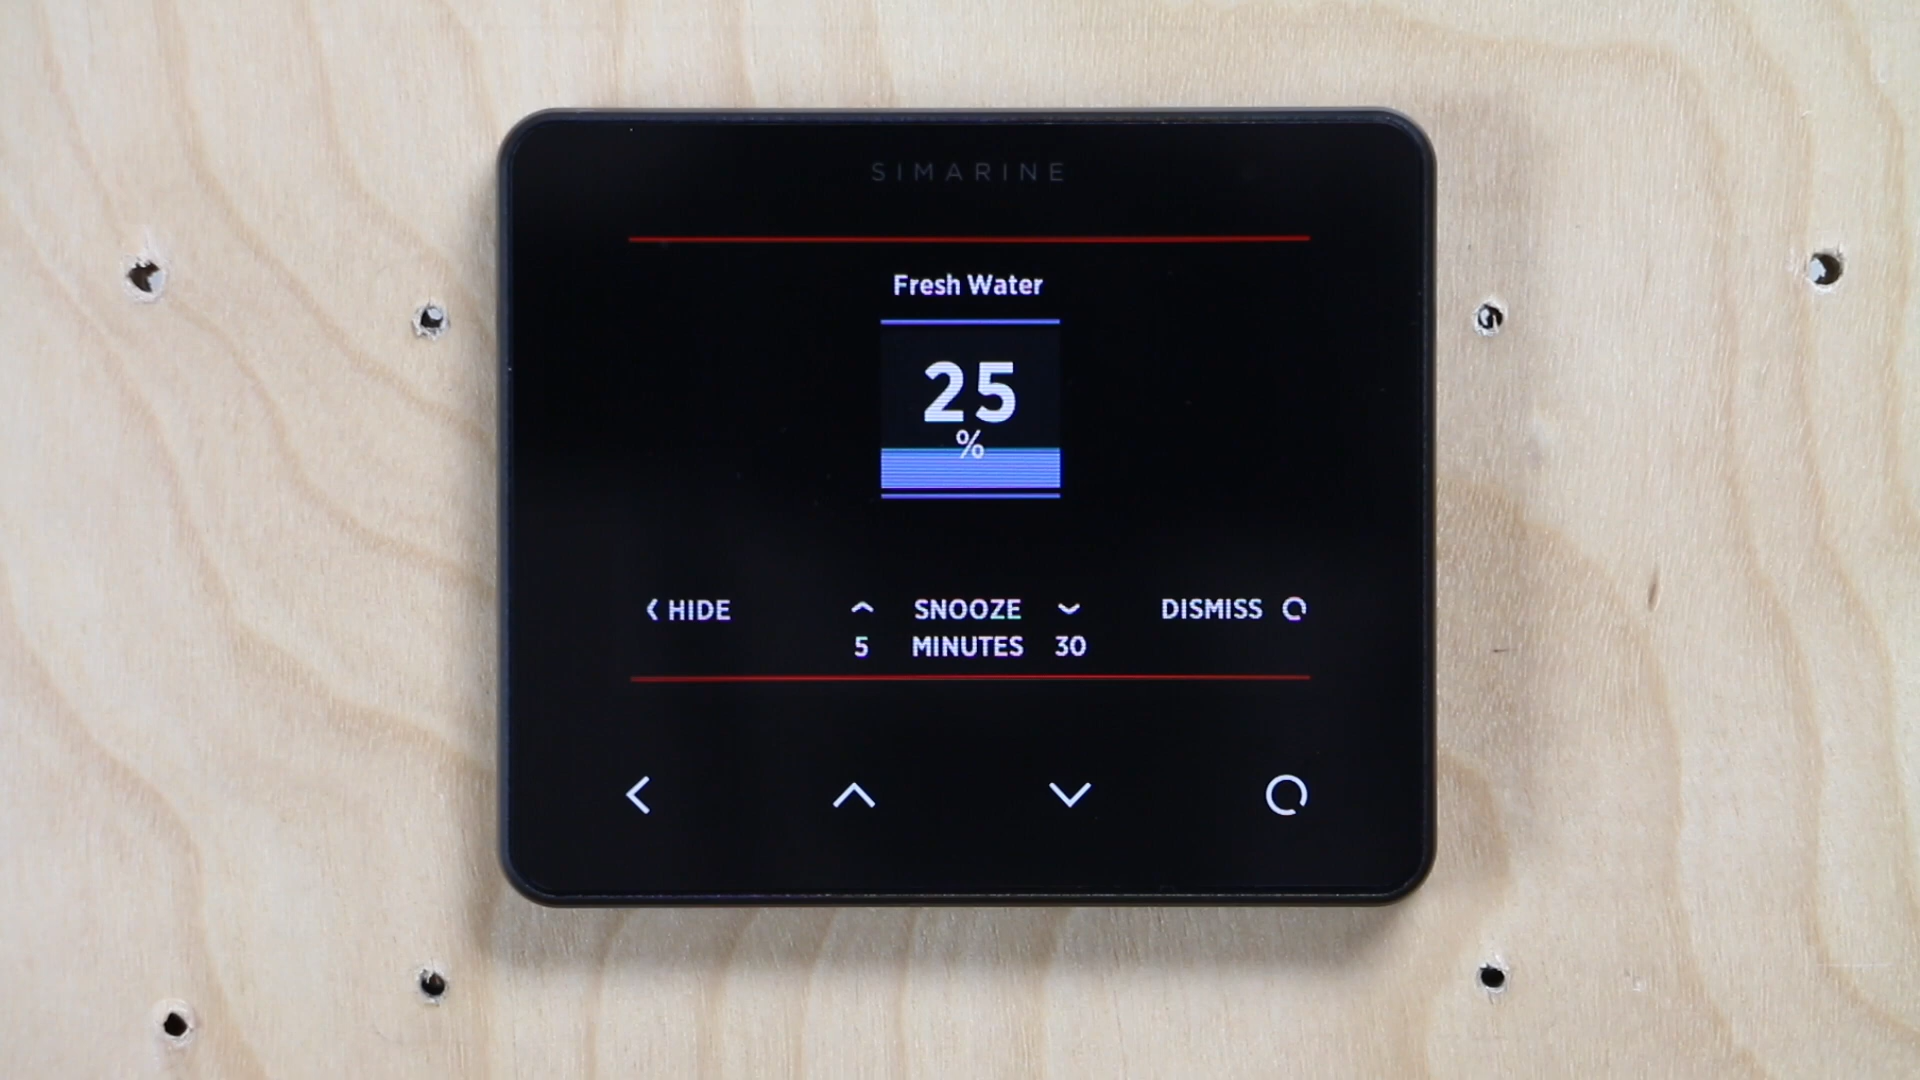 SIMARINE
Fresh Water
25
%
HIDE SNOOZE DISMISS
5 MINUTES 30